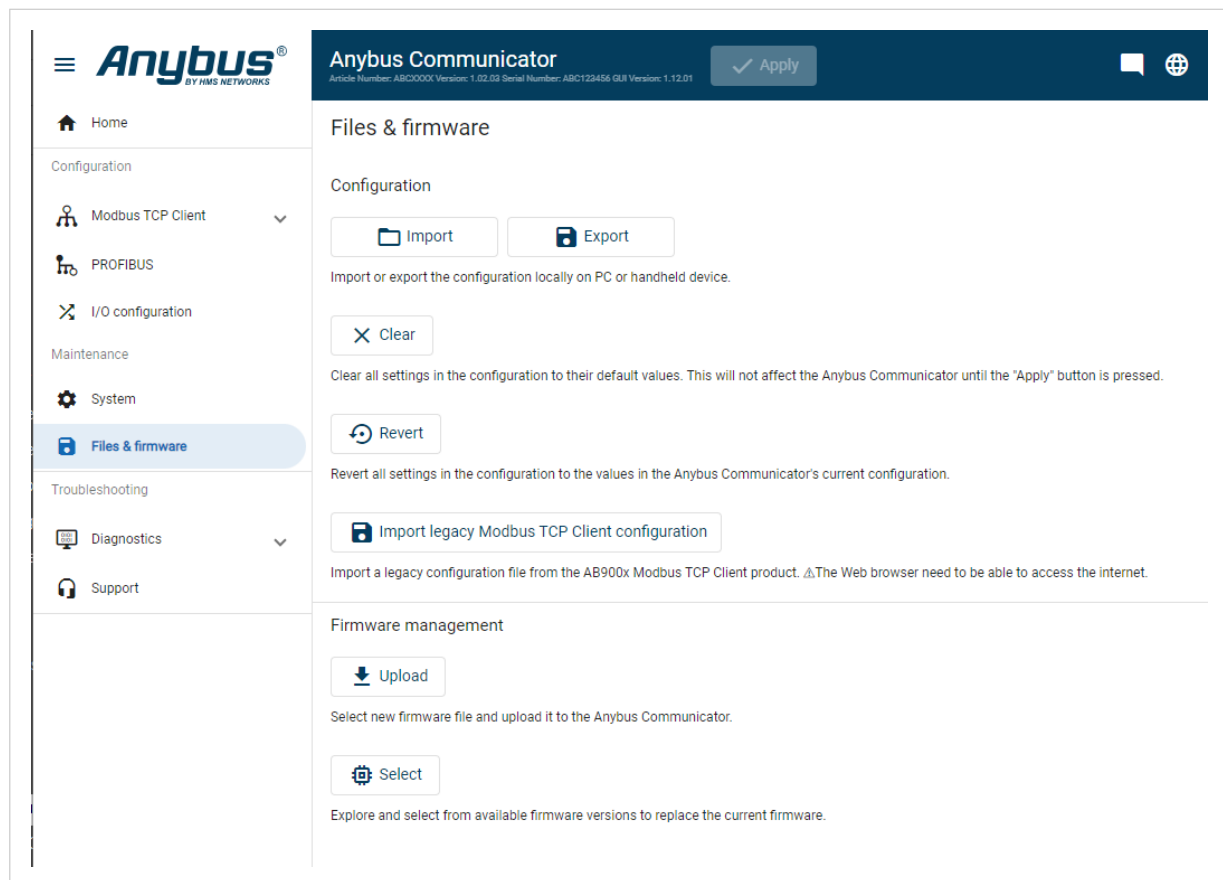 Anybus®
BY HMS NETWORKS
Anybus Communicator
Article Number: ABCXXXX Version: 1.02.03 Serial Number: ABC123456 GUI Version: 1.12.01
Apply
Home
Configuration
Modbus TCP Client
PROFIBUS
I/O configuration
Maintenance
System
Files & firmware
Troubleshooting
Diagnostics
Support
Files & firmware
Configuration
Import
Export
Import or export the configuration locally on PC or handheld device.
Clear
Clear all settings in the configuration to their default values. This will not affect the Anybus Communicator until the "Apply" button is pressed.
Revert
Revert all settings in the configuration to the values in the Anybus Communicator's current configuration.
Import legacy Modbus TCP Client configuration
Import a legacy configuration file from the AB900x Modbus TCP Client product. ⚠The Web browser need to be able to access the internet.
Firmware management
Upload
Select new firmware file and upload it to the Anybus Communicator.
Select
Explore and select from available firmware versions to replace the current firmware.